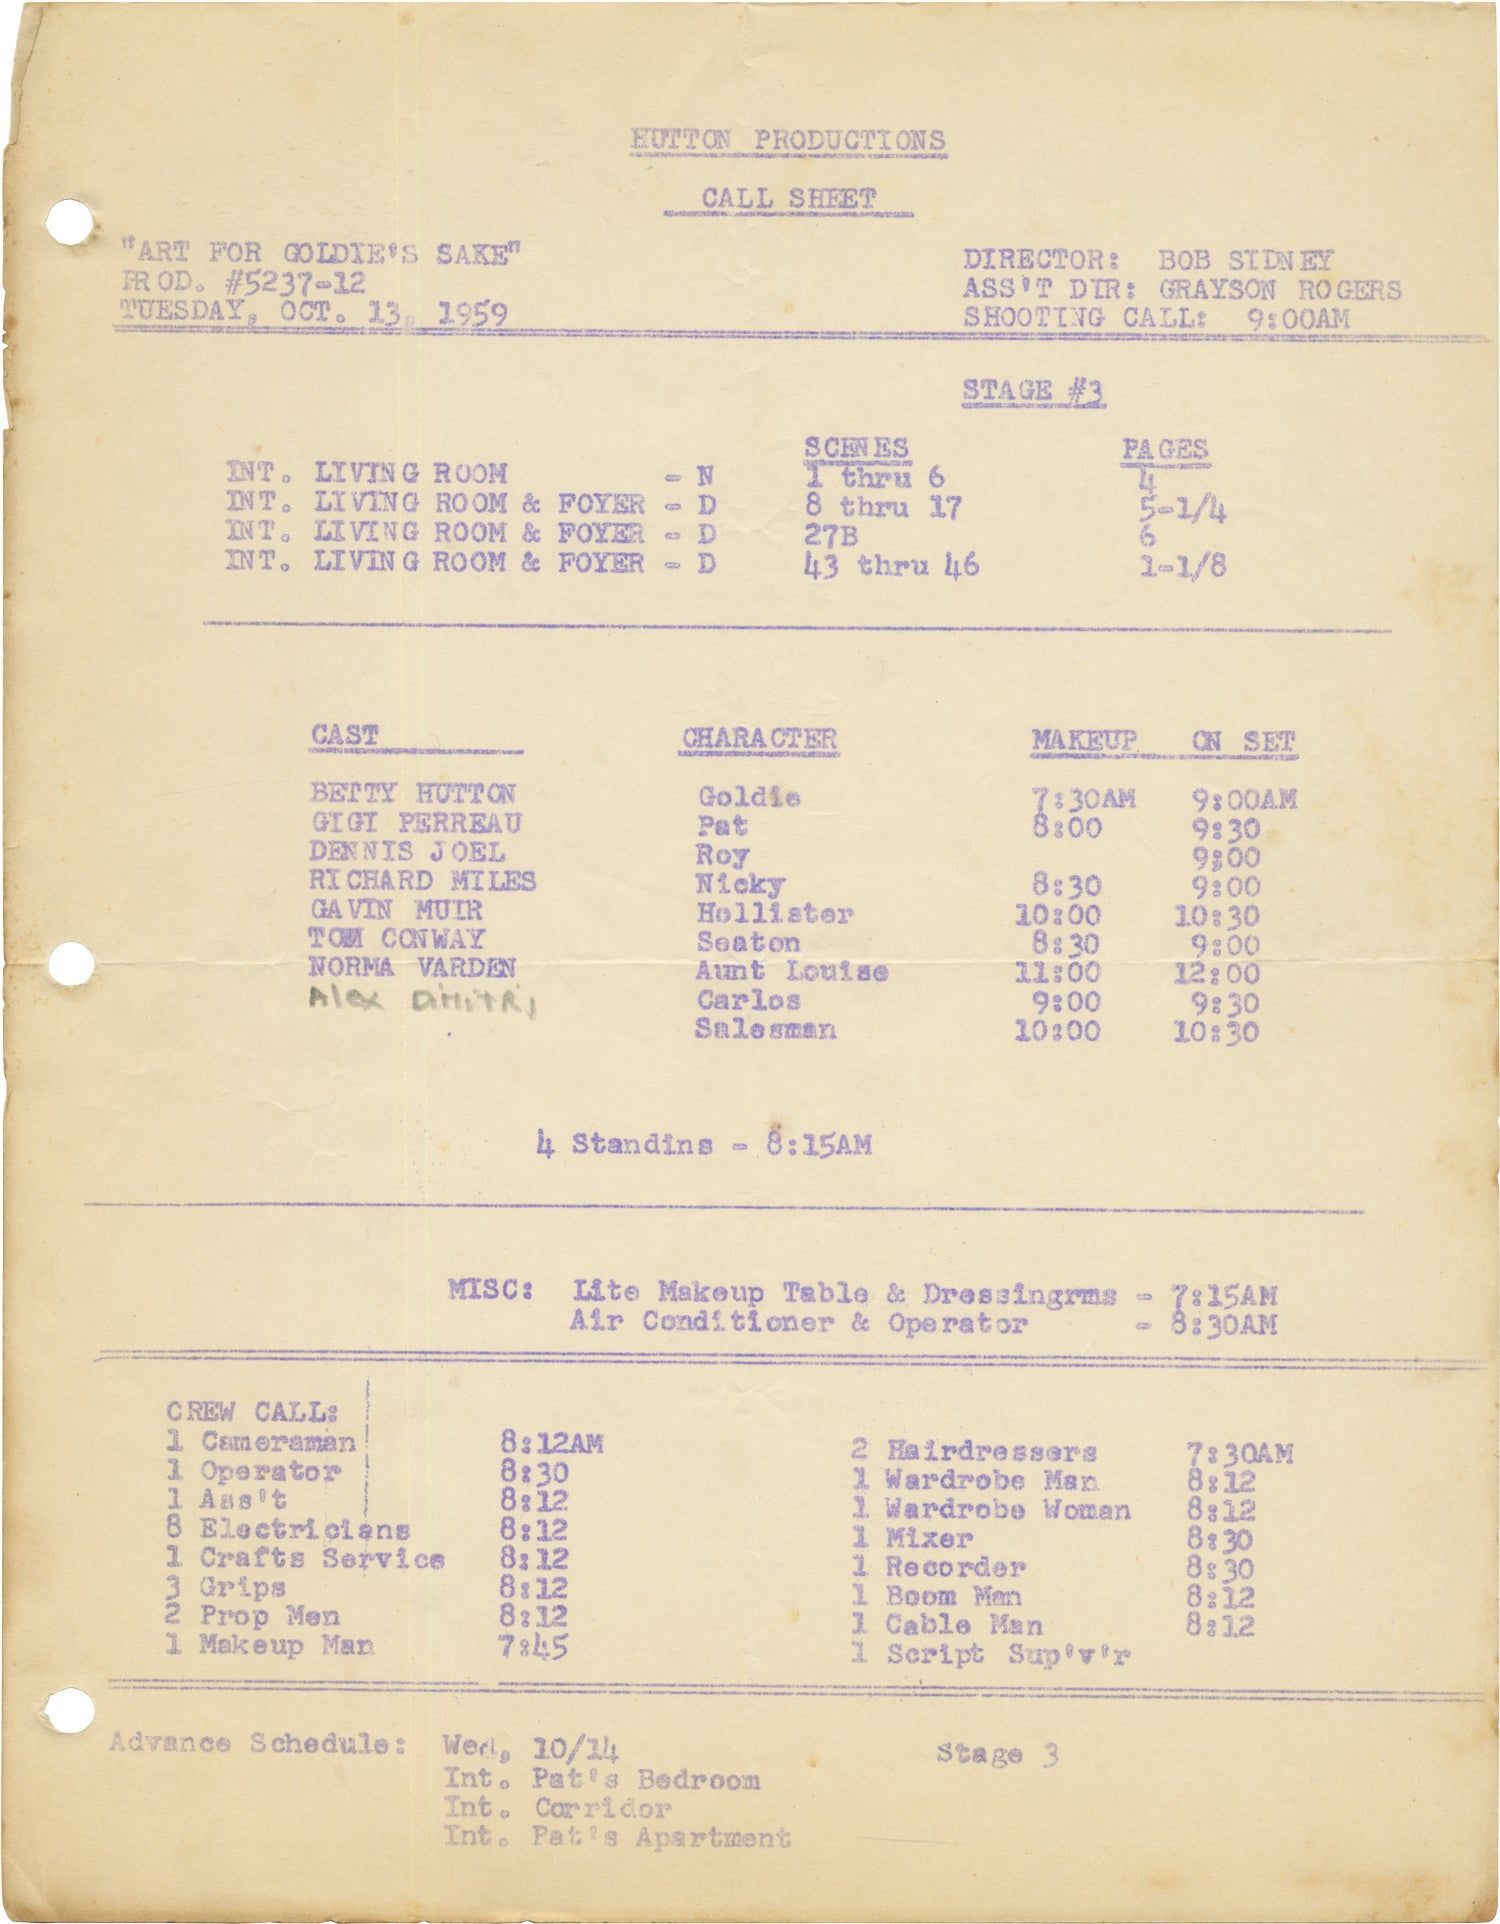 HUTTON PRODUCTIONS
CALL SHEET
"ART FOR GOLDIE'S SAKE"
PROD. #5237-12
TUESDAY, OCT. 13, 1959
DIRECTOR: BOB SIDNEY
ASS'T DIR: GRAYSON ROGERS
SHOOTING CALL: 9:00AM
STAGE #3
SCENES PAGES
INT. LIVING ROOM - N 1 thru 6 4
INT. LIVING ROOM & FOYER - D 8 thru 17 5-1/4
INT. LIVING ROOM & FOYER - D 27B 6
INT. LIVING ROOM & FOYER - D 43 thru 46 1-1/8
CAST CHARACTER MAKEUP ON SET
BETTY HUTTON Goldie 7:30AM 9:00AM
GIGI PERREAU Pat 8:00 9:30
DENNIS JOEL Roy 9:00
RICHARD MILES Nicky 8:30 9:00
GAVIN MUIR Hollister 10:00 10:30
TOM CONWAY Seaton 8:30 9:00
NORMA VARDEN Aunt Louise 11:00 12:00
Alex Dimitri Carlos 9:00 9:30
Salesman 10:00 10:30
4 Standins - 8:15AM
MISC: Lite Makeup Table & Dressingrms - 7:15AM
Air Conditioner & Operator - 8:30AM
CREW CALL:
1 Cameraman 8:12AM
1 Operator 8:30
1 Ass't 8:12
8 Electricians 8:12
1 Crafts Service 8:12
3 Grips 8:12
2 Prop Men 8:12
1 Makeup Man 7:45
2 Hairdressers 7:30AM
1 Wardrobe Man 8:12
1 Wardrobe Woman 8:12
1 Mixer 8:30
1 Recorder 8:30
1 Boom Man 8:12
1 Cable Man 8:12
1 Script Sup'v'r
Advance Schedule: Wed, 10/14 Stage 3
Int. Pat's Bedroom
Int. Corridor
Int. Pat's Apartment